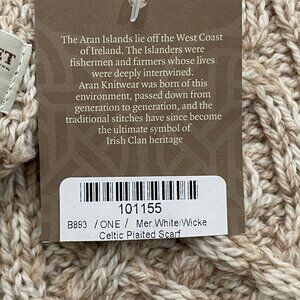 The Aran Islands lie off the West Coast
of Ireland. The Islanders were
fishermen and farmers whose lives
were deeply intertwined.
Aran Knitwear was born of this
environment, passed down from
generation to generation, and the
traditional stitches have since become
the ultimate symbol of
Irish Clan heritage
101155
B893 / ONE / Mer White/Wicke
Celtic Plaited Scarf